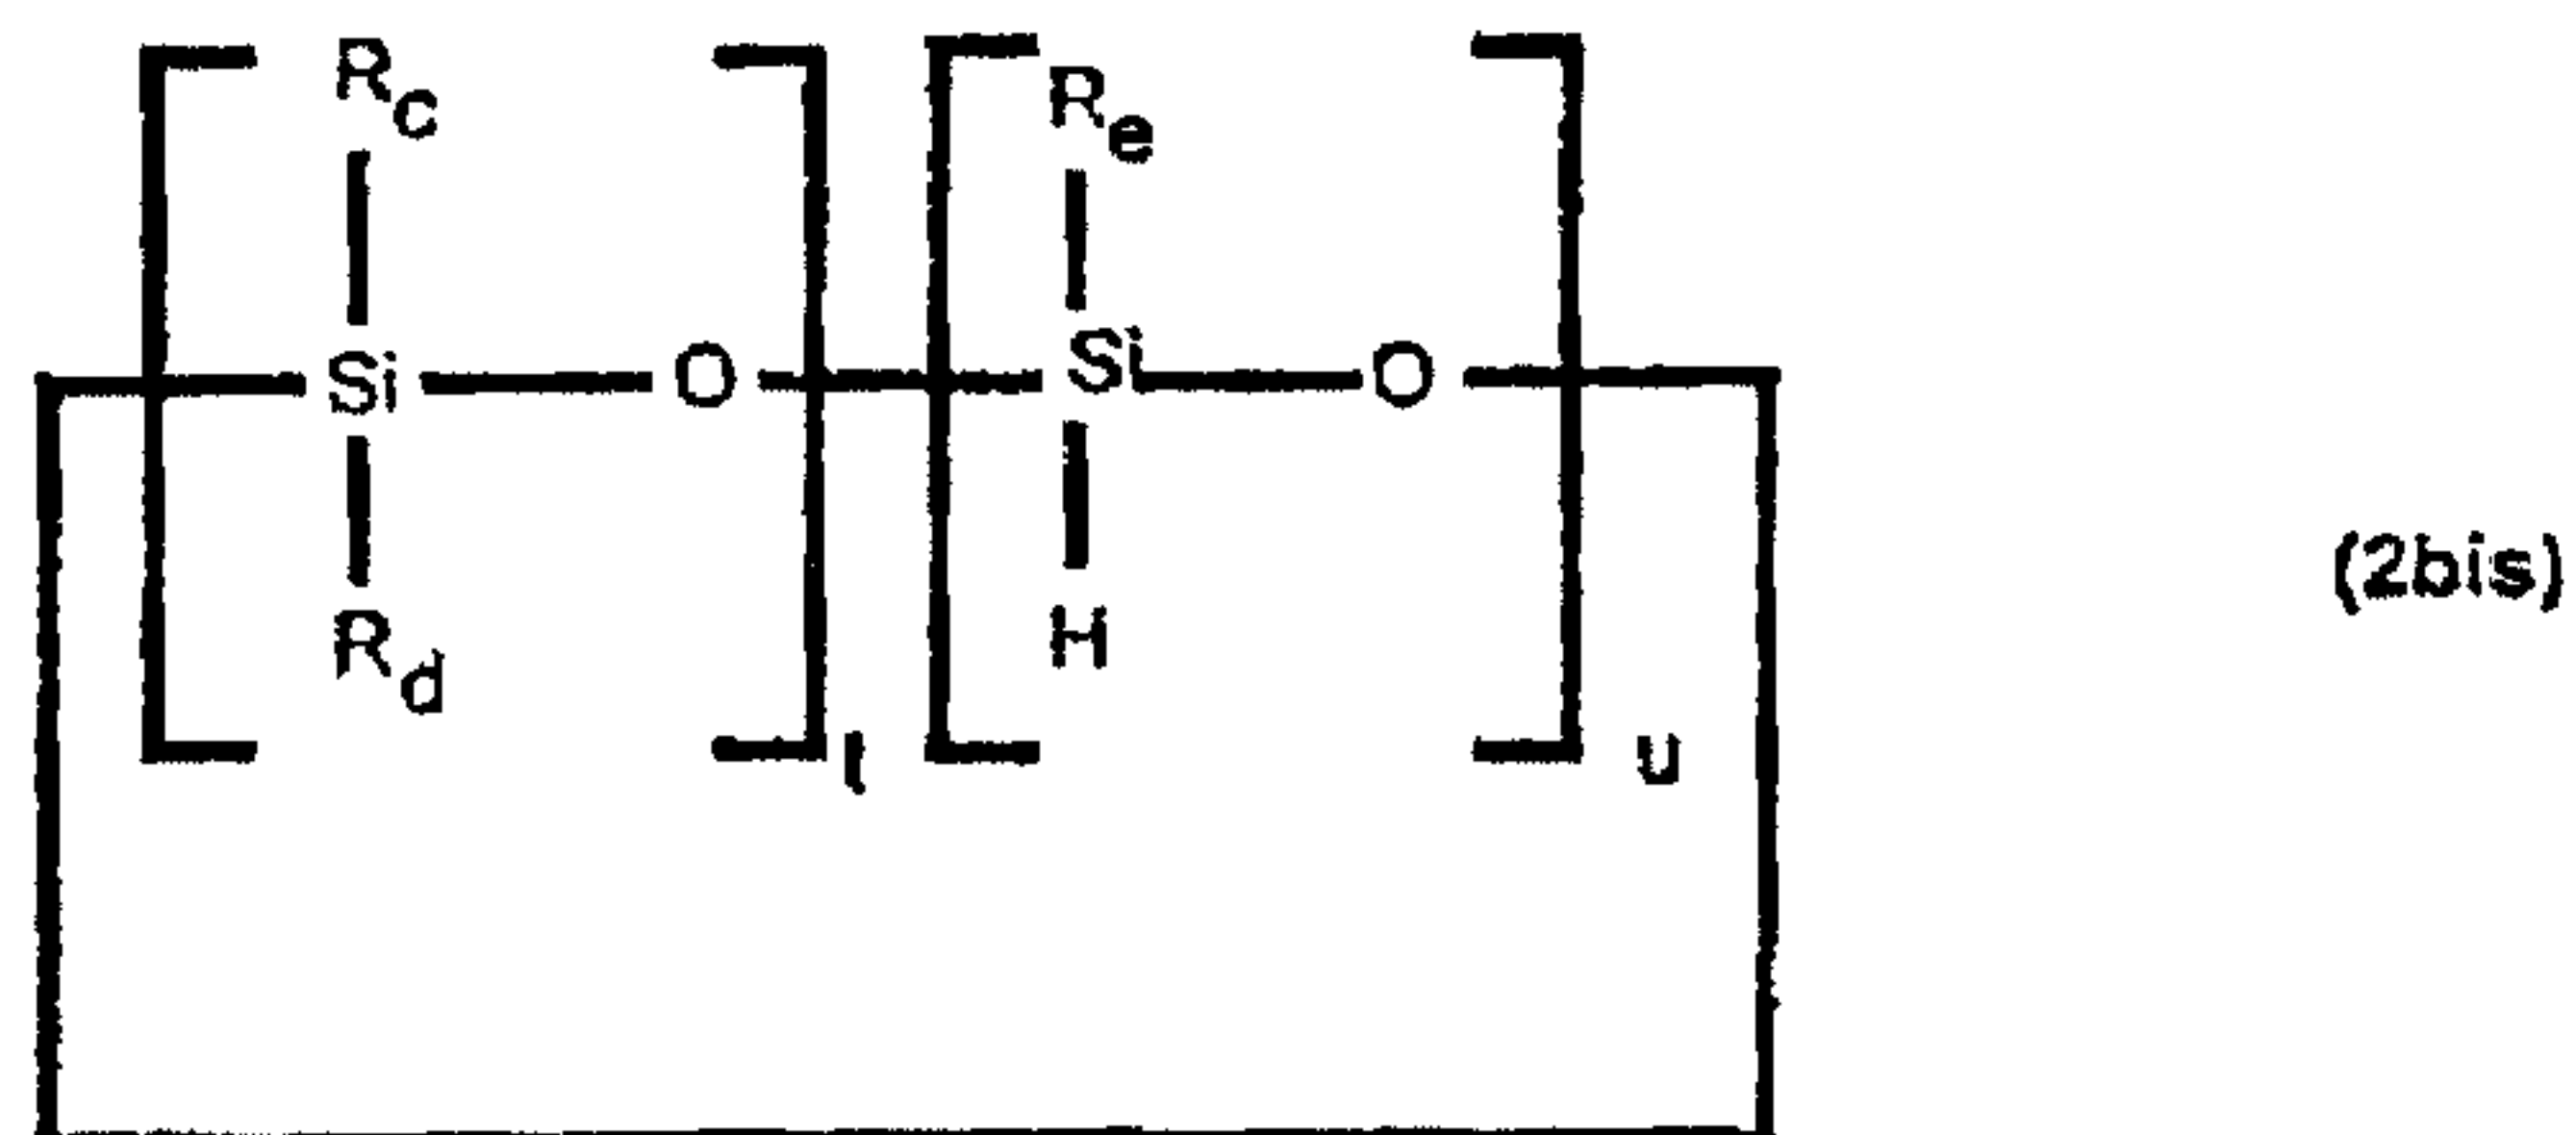 Rc Re
Si O Si O
(2bis)
Rd H
u